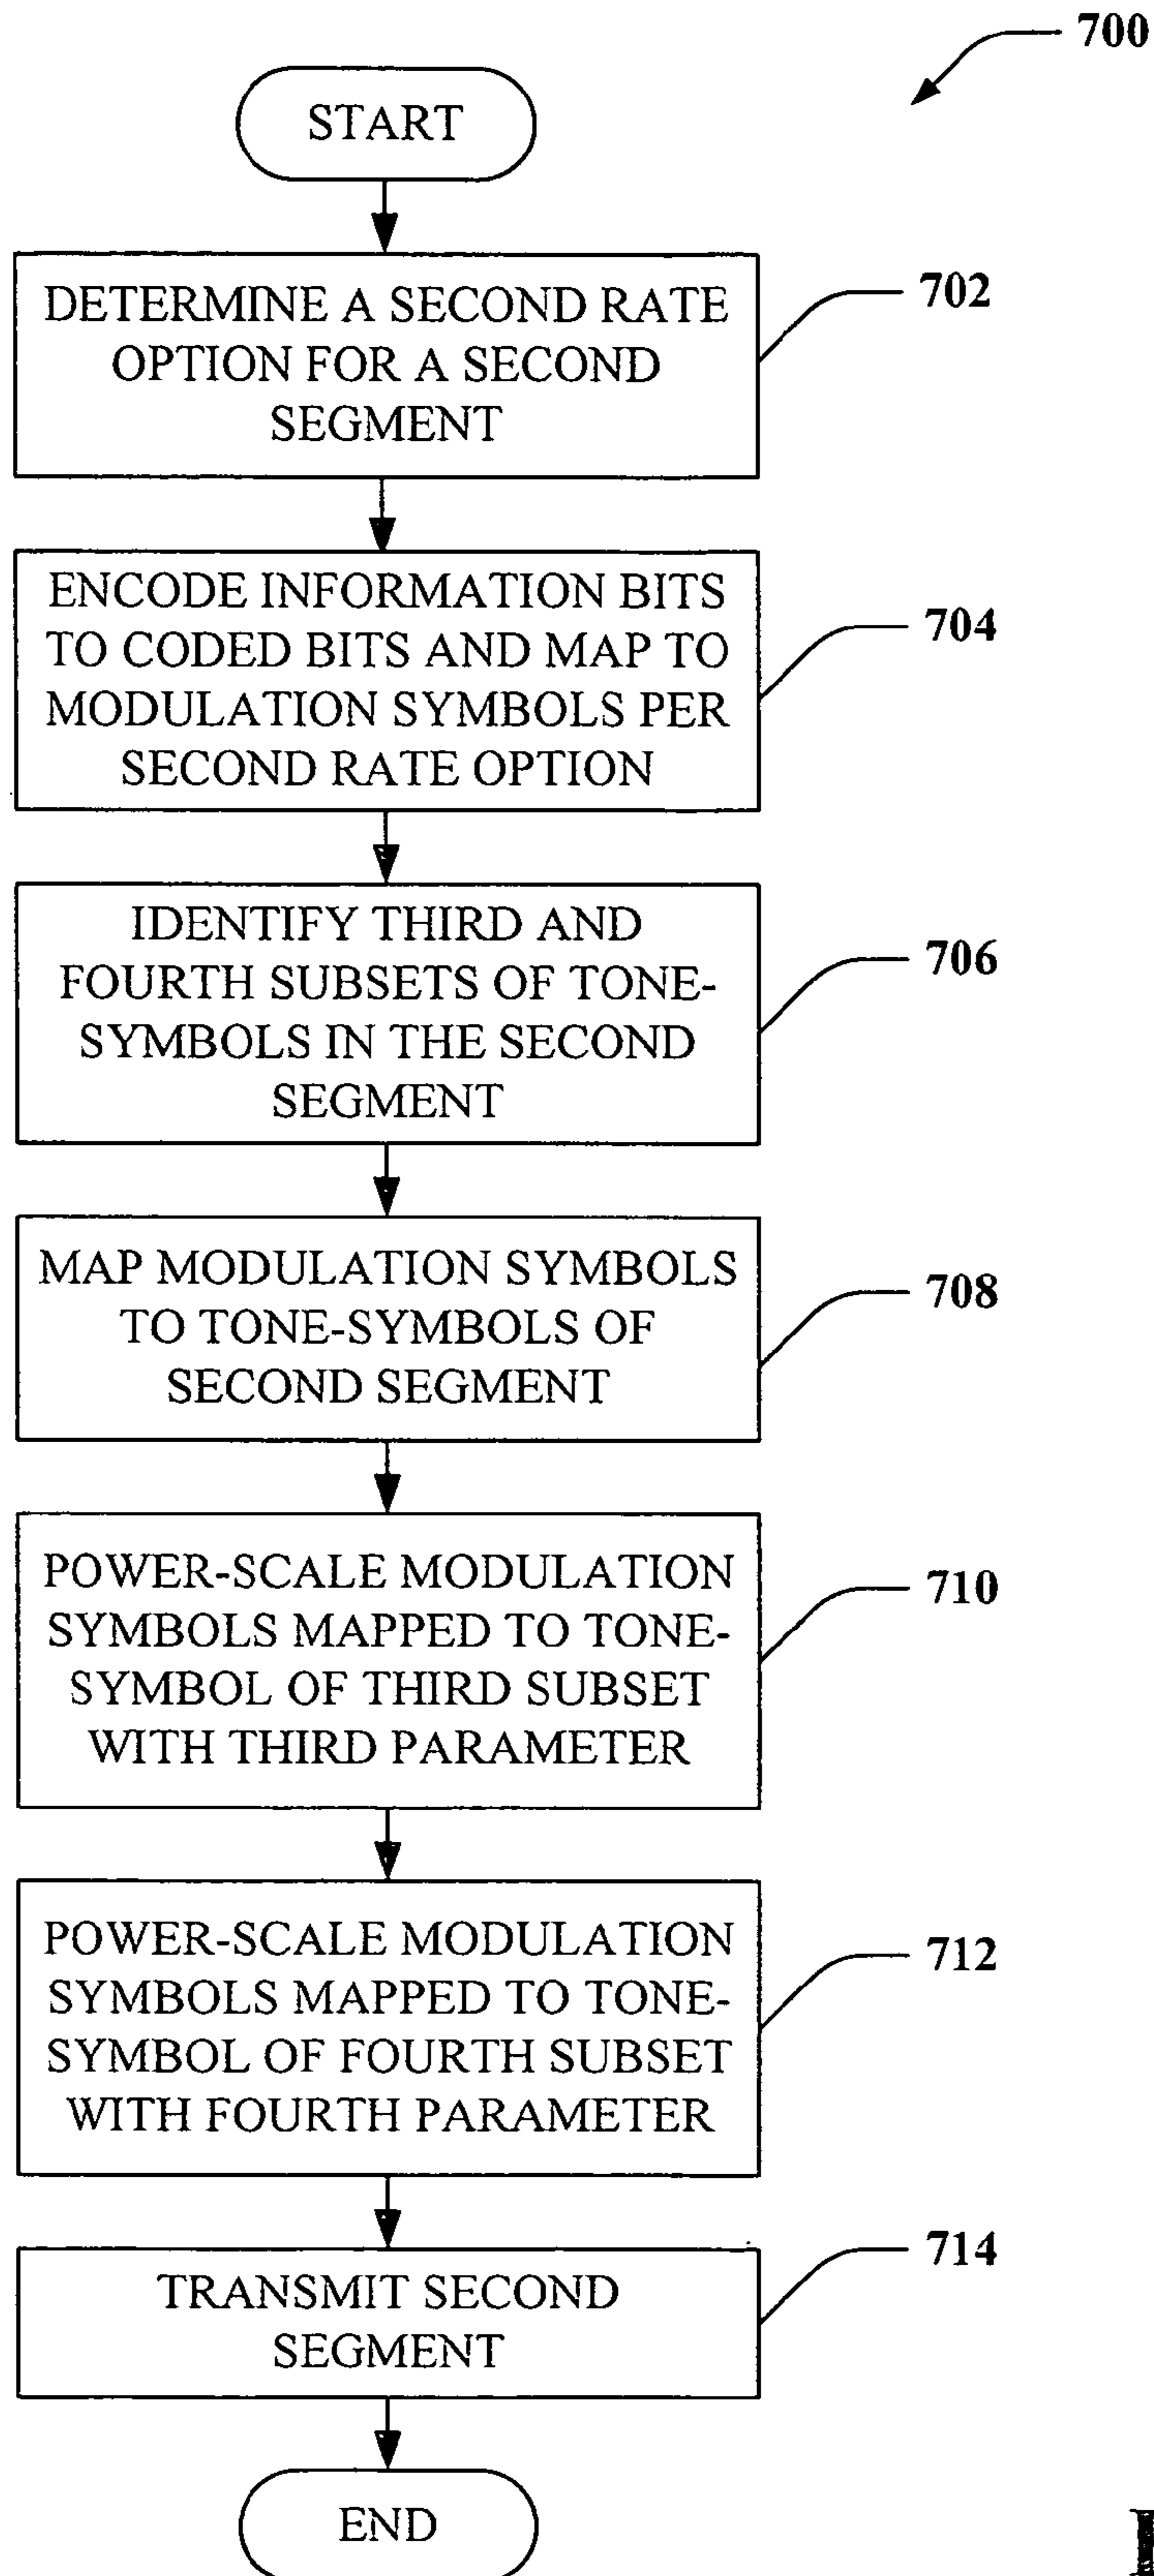 700
START
DETERMINE A SECOND RATE
OPTION FOR A SECOND
SEGMENT
702
ENCODE INFORMATION BITS
TO CODED BITS AND MAP TO
MODULATION SYMBOLS PER
SECOND RATE OPTION
704
IDENTIFY THIRD AND
FOURTH SUBSETS OF TONE-
SYMBOLS IN THE SECOND
SEGMENT
706
MAP MODULATION SYMBOLS
TO TONE-SYMBOLS OF
SECOND SEGMENT
708
POWER-SCALE MODULATION
SYMBOLS MAPPED TO TONE-
SYMBOL OF THIRD SUBSET
WITH THIRD PARAMETER
710
POWER-SCALE MODULATION
SYMBOLS MAPPED TO TONE-
SYMBOL OF FOURTH SUBSET
WITH FOURTH PARAMETER
712
TRANSMIT SECOND
SEGMENT
714
END